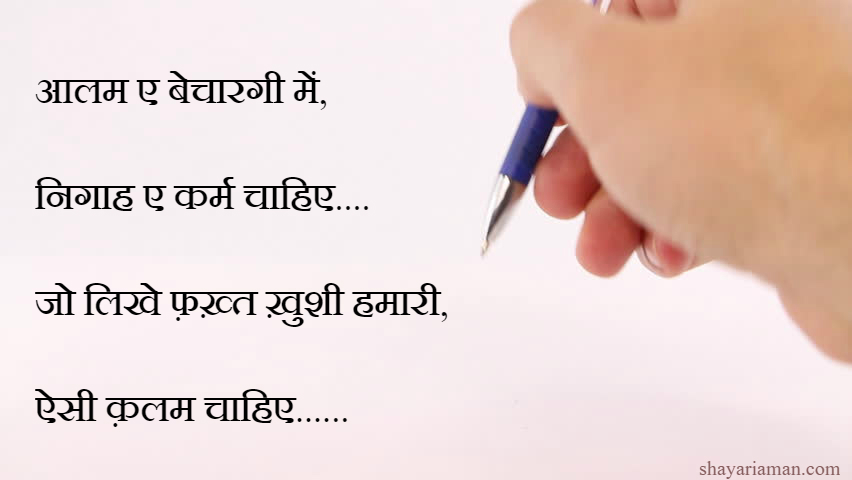 आलम ए बेचारगी में,
निगाह ए कर्म चाहिए....
जो लिखे फ़ख़्त ख़ुशी हमारी,
ऐसी क़लम चाहिए......
shayariaman.com